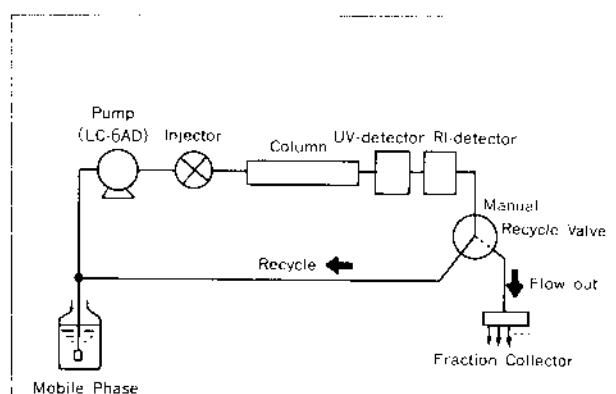 Pump
(LC-6AD)
Injector
Column
UV-detector
RI-detector
Manual
Recycle Valve
Recycle
Flow out
Fraction Collector
Mobile Phase